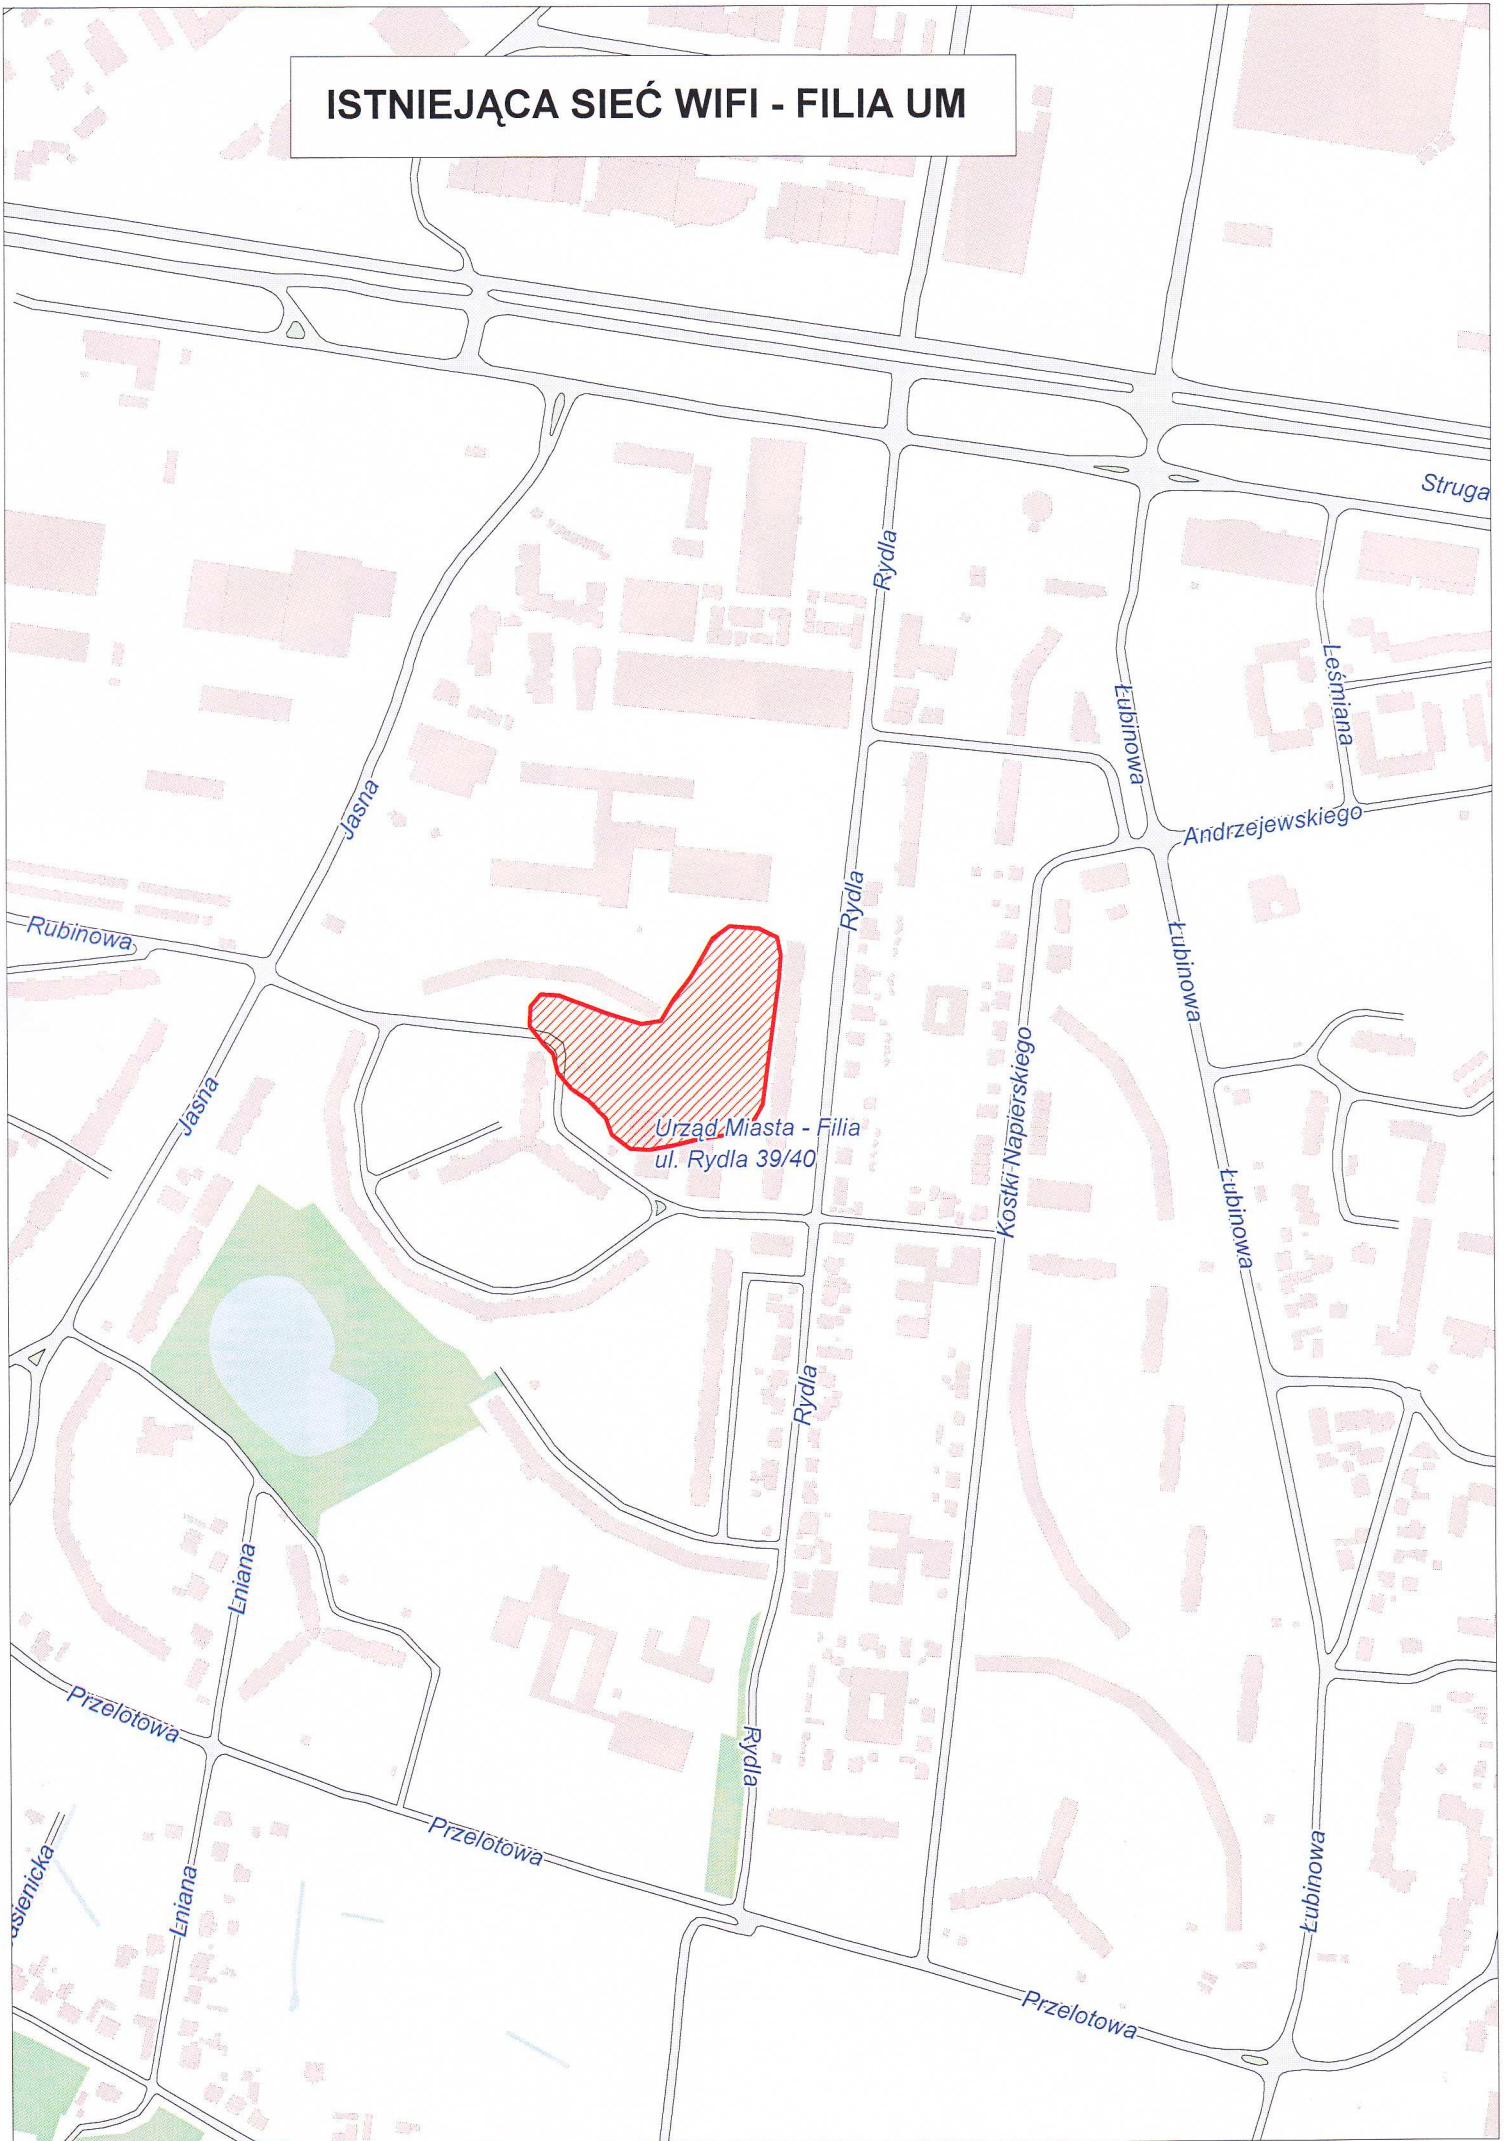 ISTNIEJĄCA SIEĆ WIFI - FILIA UM
Struga
Rydla
Leśmiana
Łubinowa
Jasna
Andrzejewskiego
Rydla
Rubinowa
Łubinowa
Kostki-Napierskiego
Jasna
Urząd Miasta - Filia
ul. Rydla 39/40
Łubinowa
Rydla
Lniana
Przelotowa
Rydla
Przelotowa
Łubinowa
Lniana
Przelotowa